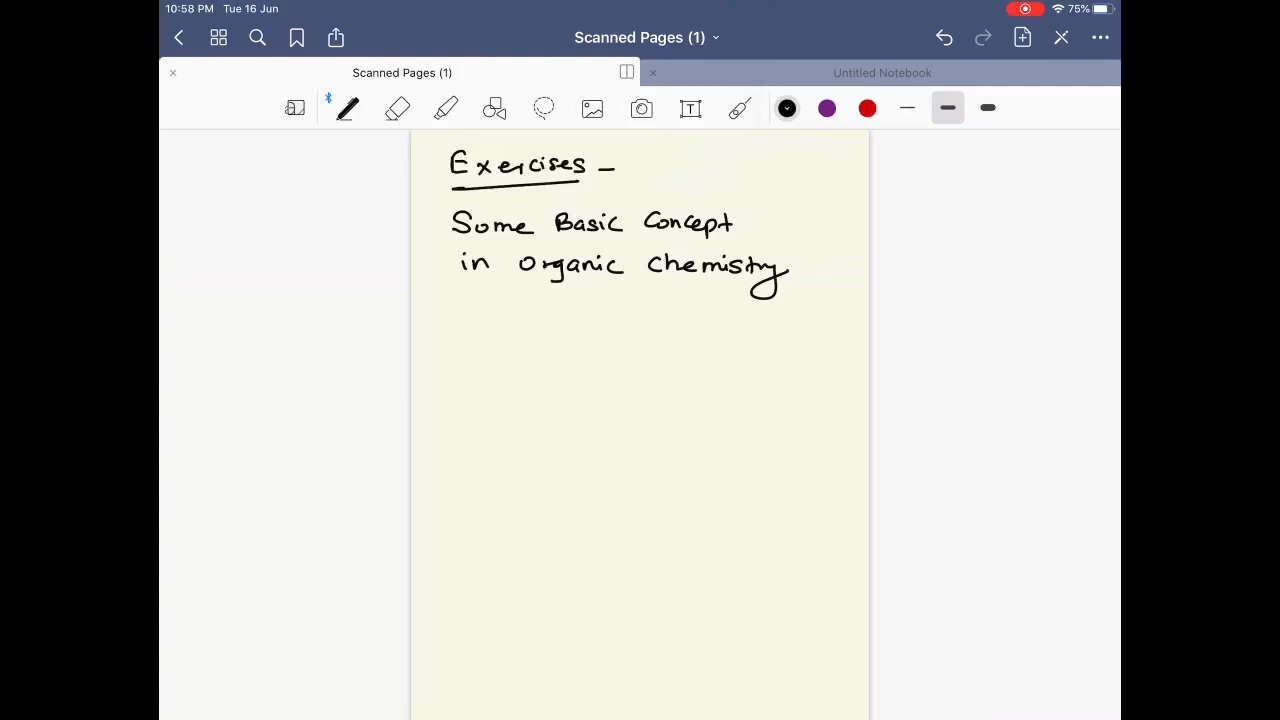 10:58 PM Tue 16 Jun
75%
Scanned Pages (1)
Scanned Pages (1)
Untitled Notebook
Exercises -
Some Basic Concept
in Organic chemistry